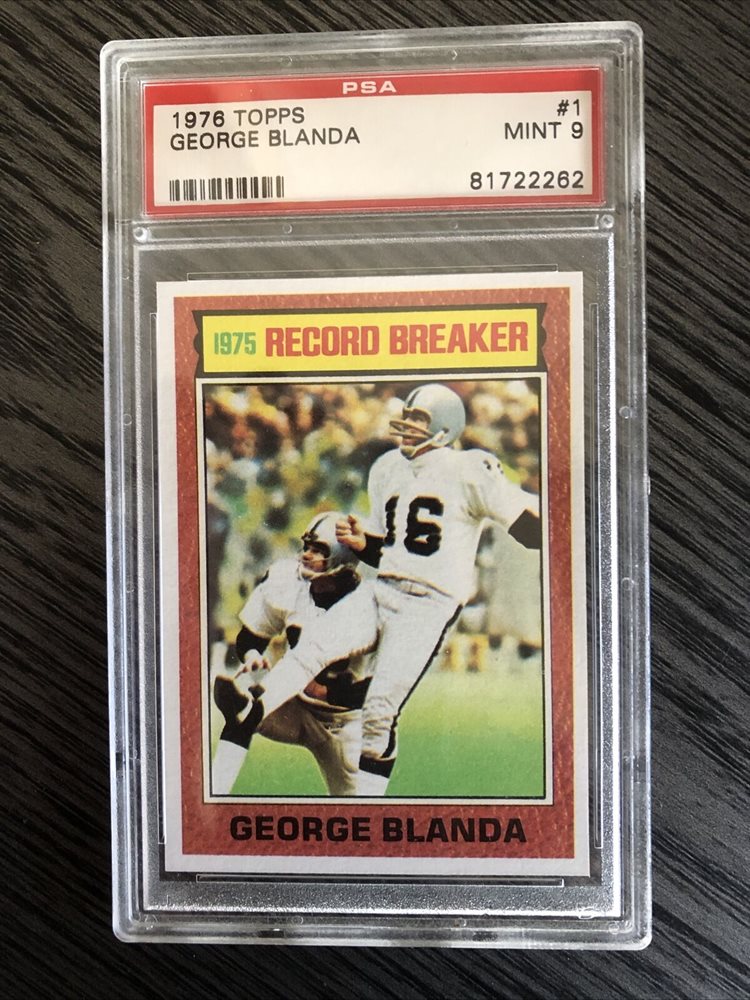 PSA
1976 TOPPS #1
GEORGE BLANDA MINT 9
81722262
1975 RECORD BREAKER
16
GEORGE BLANDA